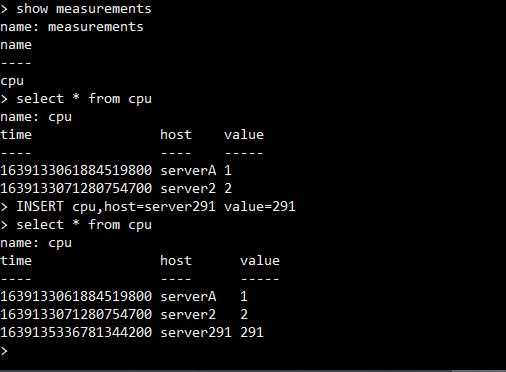 > show measurements
name: measurements
name
----
cpu
> select * from cpu
name: cpu
time                host    value
----                ----    -----
1639133061884519800 serverA 1
1639133071280754700 server2 2
> INSERT cpu,host=server291 value=291
> select * from cpu
name: cpu
time                host      value
----                ----      -----
1639133061884519800 serverA   1
1639133071280754700 server2   2
1639135336781344200 server291 291
>